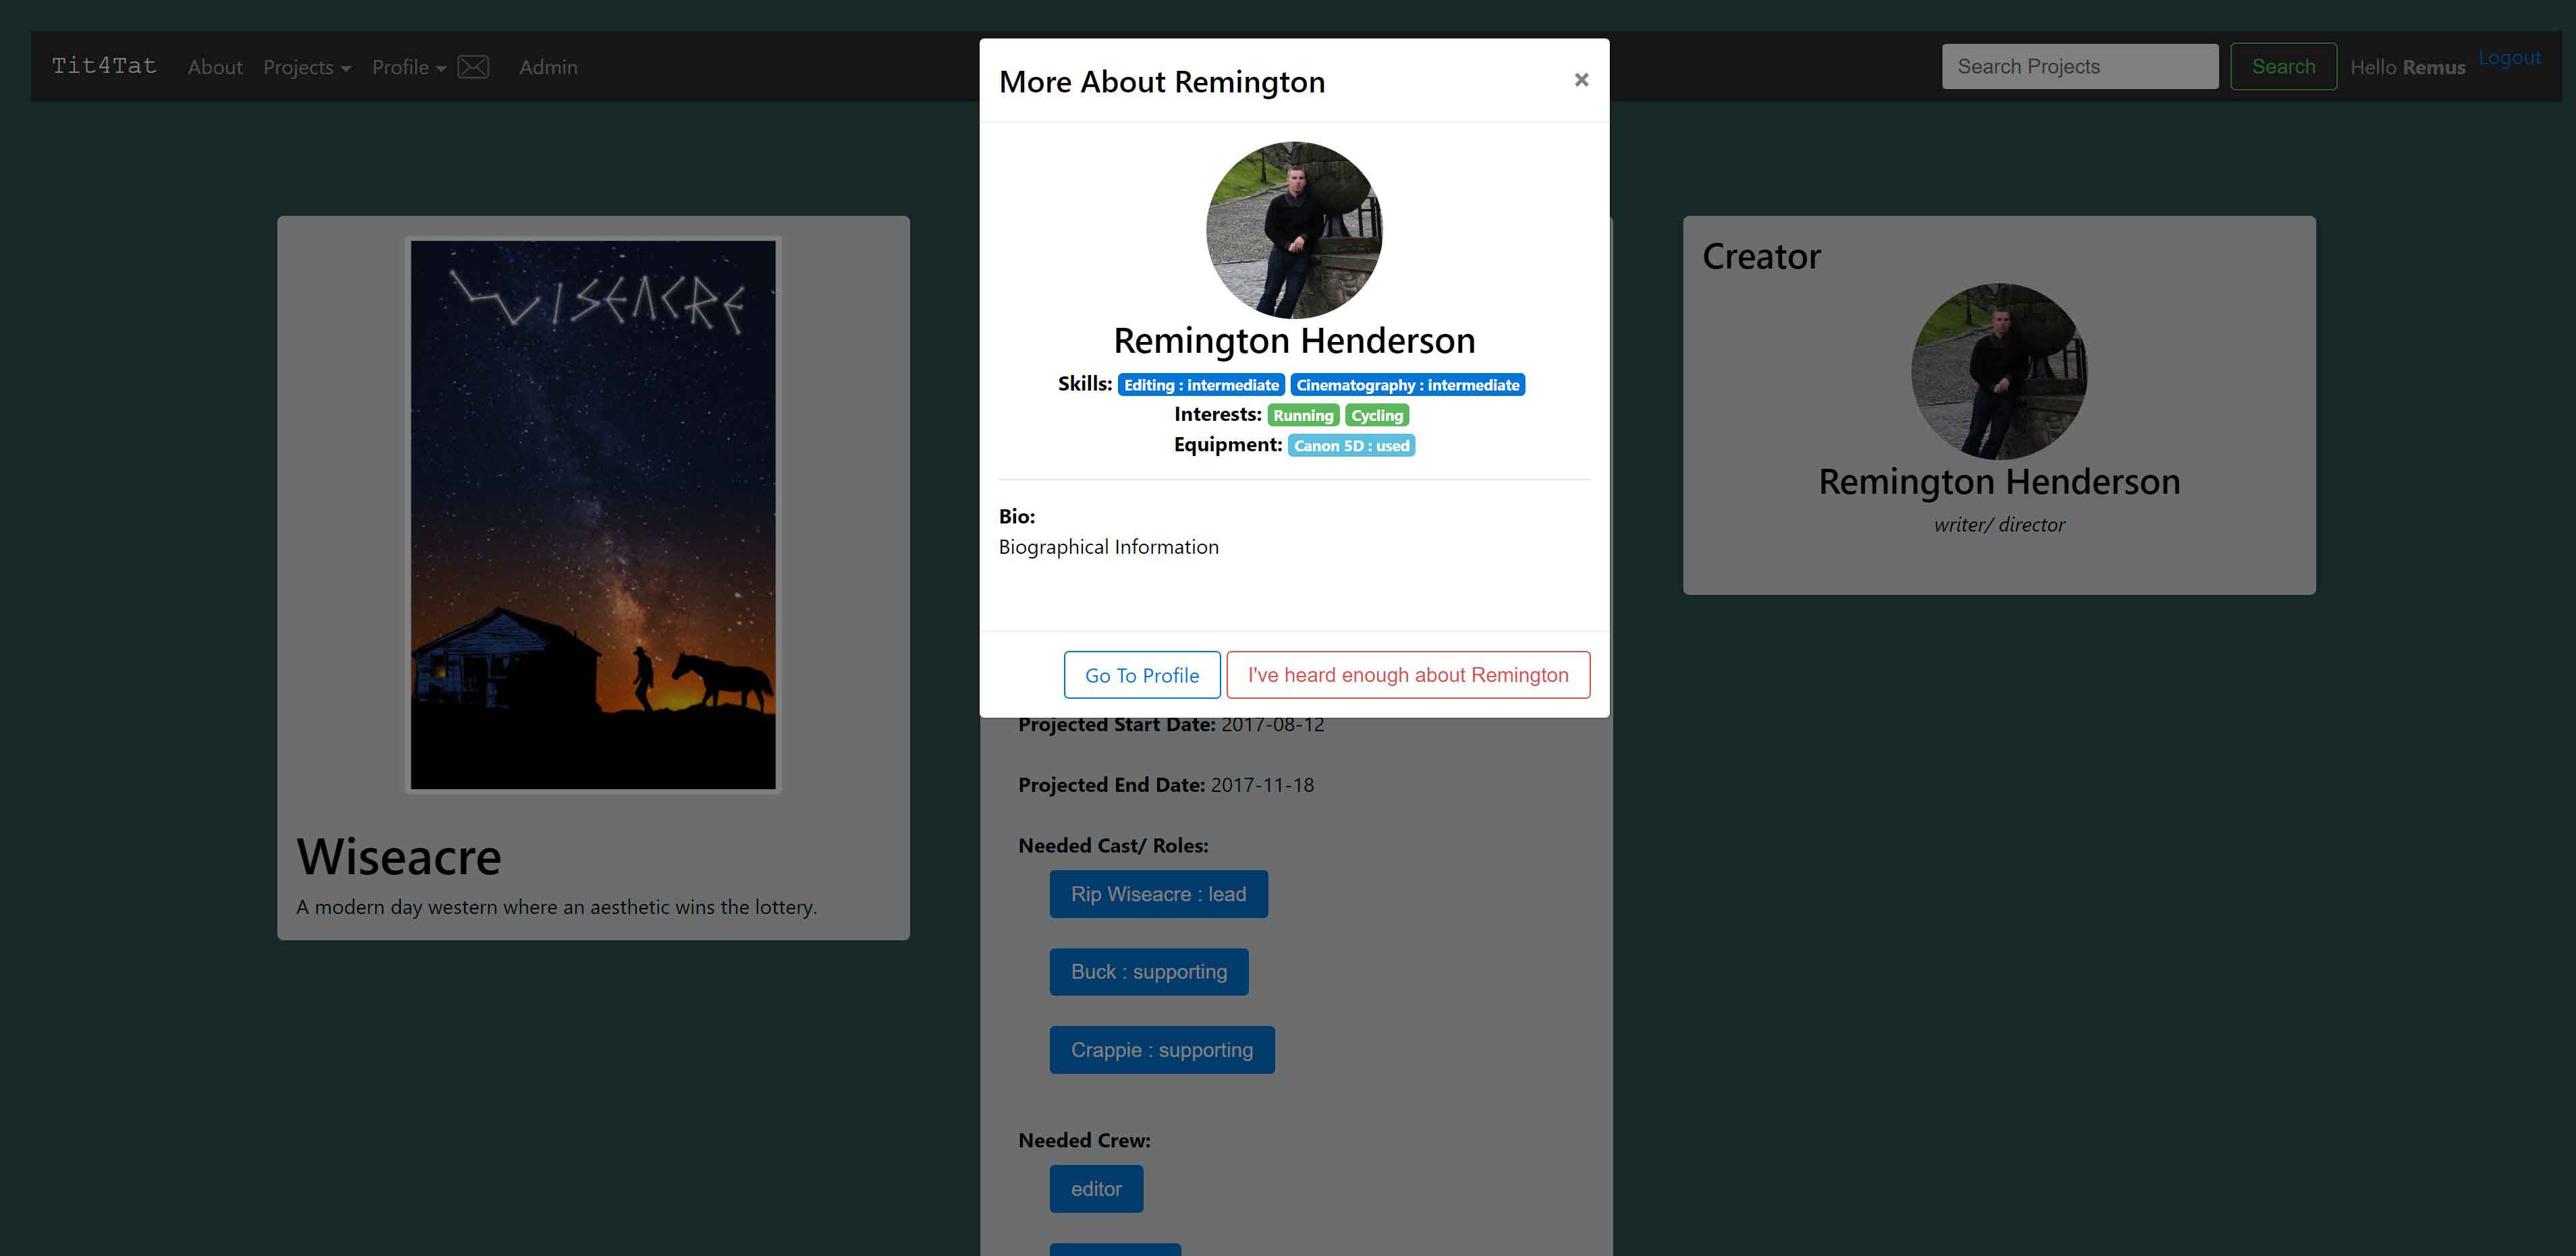 Tit4Tat About Projects Profile Admin Search Projects Search Hello Remus Logout
More About Remington ×
Remington Henderson
Skills: Editing : intermediate Cinematography : intermediate
Interests: Running Cycling
Equipment: Canon 5D : used
Bio:
Biographical Information
Go To Profile I've heard enough about Remington
WISEACRE
Wiseacre
A modern day western where an aesthetic wins the lottery.
Projected Start Date: 2017-08-12
Projected End Date: 2017-11-18
Needed Cast/ Roles:
Rip Wiseacre : lead
Buck : supporting
Crappie : supporting
Needed Crew:
editor
Creator
Remington Henderson
writer/ director